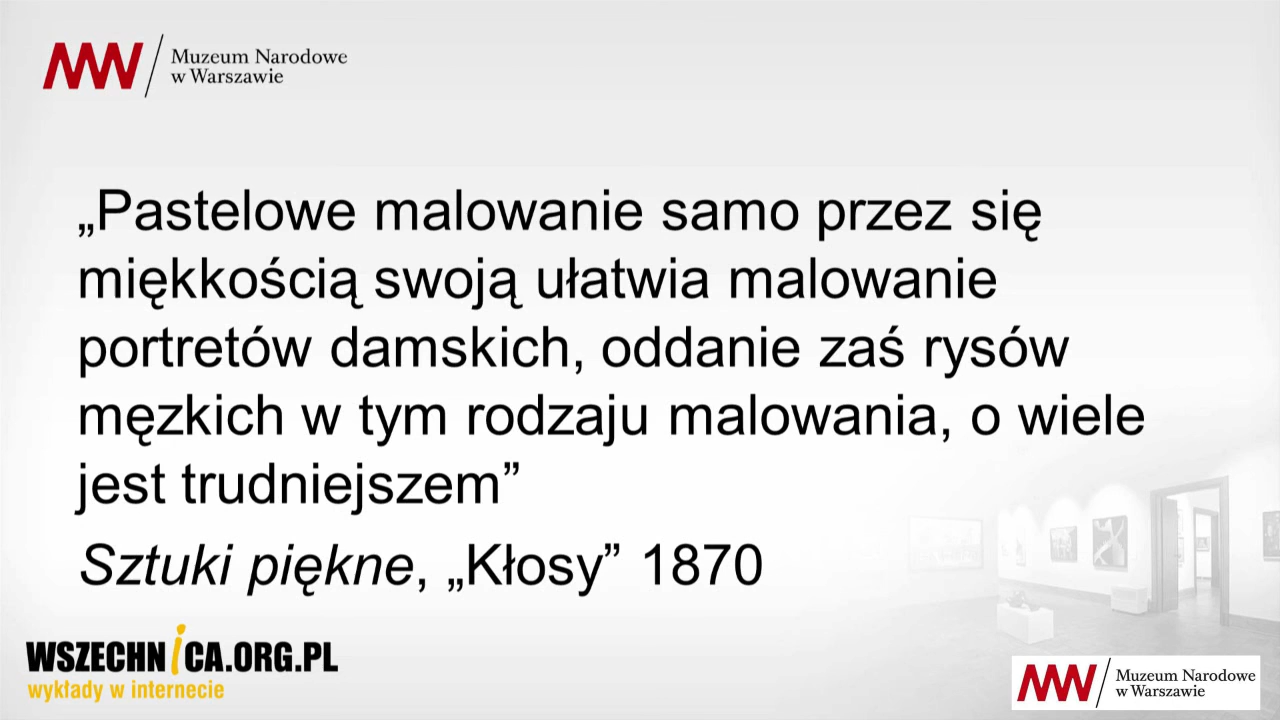 Muzeum Narodowe
w Warszawie
„Pastelowe malowanie samo przez się
miękkością swoją ułatwia malowanie
portretów damskich, oddanie zaś rysów
męzkich w tym rodzaju malowania, o wiele
jest trudniejszem”
Sztuki piękne, „Kłosy” 1870
WSZECHNiCA.ORG.PL
wykłady w internecie
Muzeum Narodowe
w Warszawie